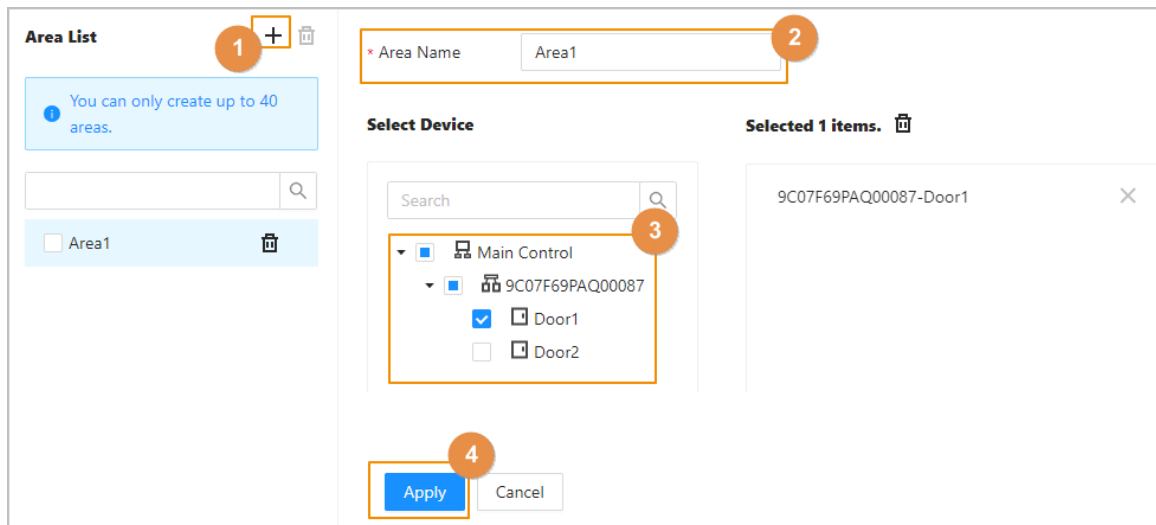 Area List
1
You can only create up to 40
areas.
Area1
* Area Name
Area1
2
Select Device
Search
3
Main Control
9C07F69PAQ00087
Door1
Door2
Selected 1 items.
9C07F69PAQ00087-Door1
4
Apply
Cancel